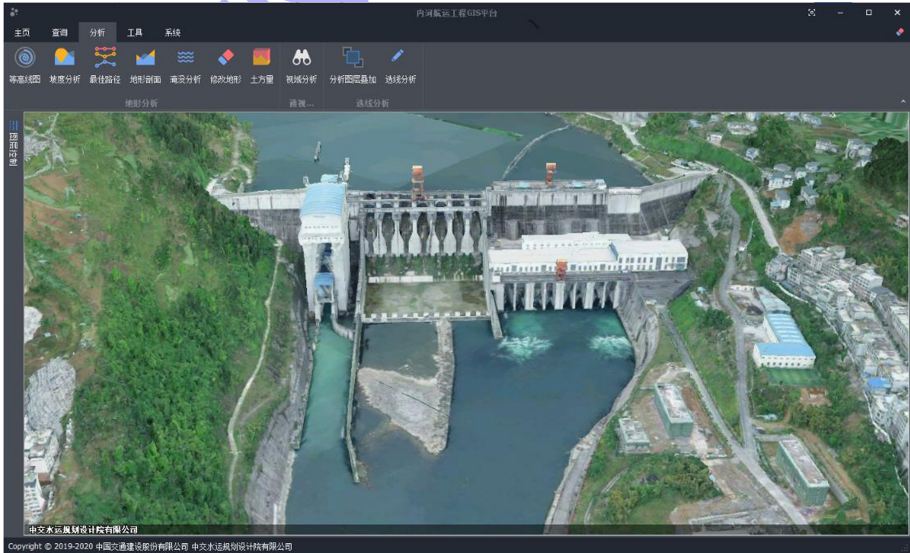 内河航运工程GIS平台
主页 查询 分析 工具 系统
等高线图 坡度分析 最佳路径 地形剖面 淹没分析 修改地形 土方量 视域分析 分析图层叠加 选线分析
地形分析 通视... 选线分析
图层控制
中交水运规划设计院有限公司
Copyright © 2019-2020 中国交通建设股份有限公司 中交水运规划设计院有限公司